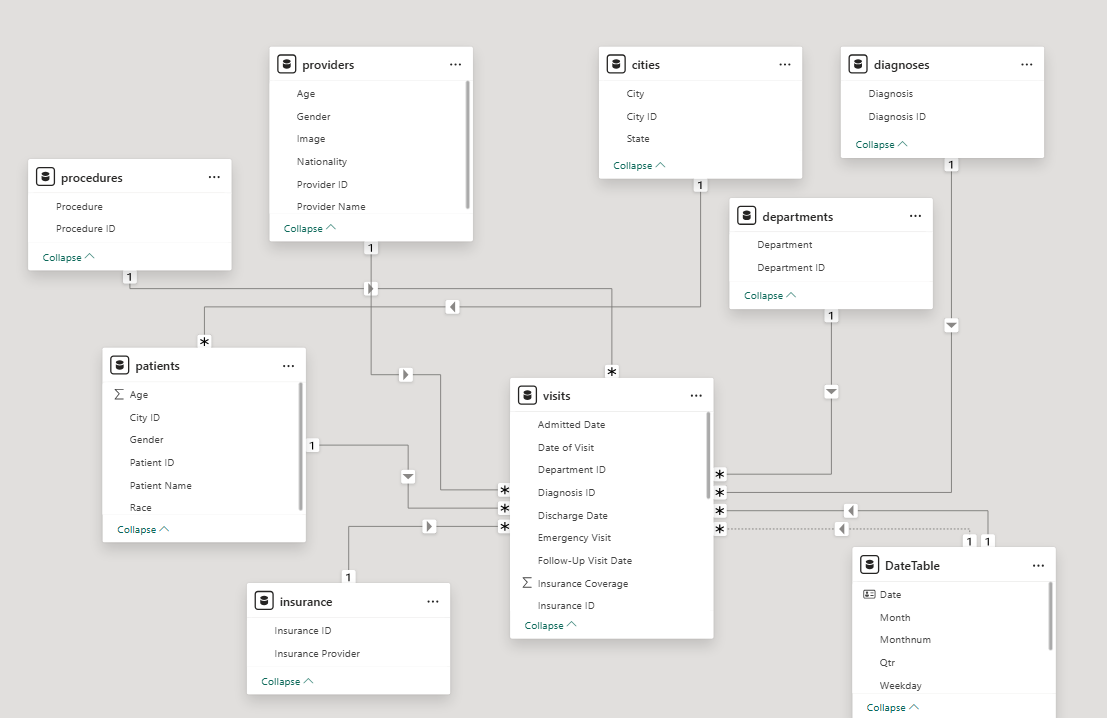 providers
Age
Gender
Image
Nationality
Provider ID
Provider Name
Collapse
1
cities
City
City ID
State
Collapse
1
diagnoses
Diagnosis
Diagnosis ID
Collapse
1
procedures
Procedure
Procedure ID
Collapse
1
departments
Department
Department ID
Collapse
1
*
patients
Σ Age
City ID
Gender
Patient ID
Patient Name
Race
Collapse
1
*
visits
Admitted Date
Date of Visit
Department ID
Diagnosis ID
Discharge Date
Emergency Visit
Follow-Up Visit Date
Σ Insurance Coverage
Insurance ID
Collapse
*
*
*
*
*
*
*
1
insurance
Insurance ID
Insurance Provider
Collapse
1 1
DateTable
Date
Month
Monthnum
Qtr
Weekday
Collapse